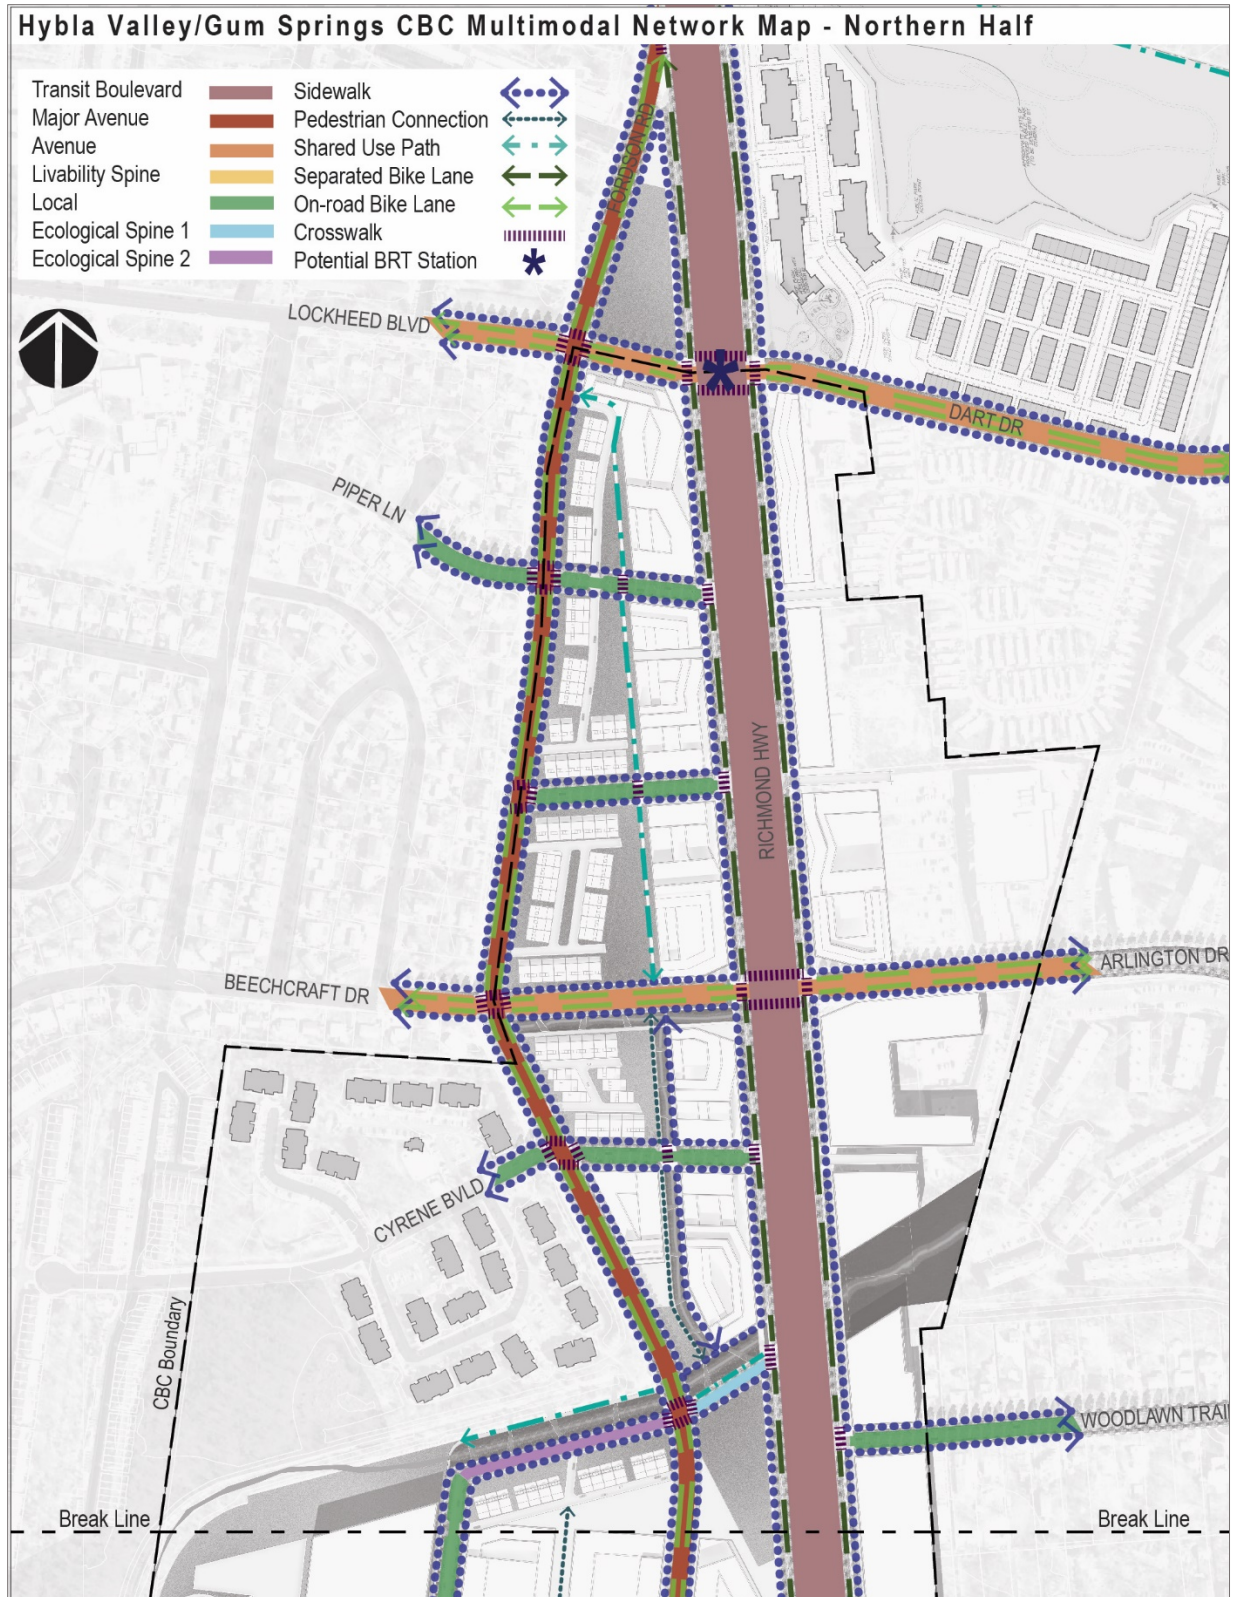 Hybla Valley/Gum Springs CBC Multimodal Network Map - Northern Half
Transit Boulevard
Major Avenue
Avenue
Livability Spine
Local
Ecological Spine 1
Ecological Spine 2
Sidewalk
Pedestrian Connection
Shared Use Path
Separated Bike Lane
On-road Bike Lane
Crosswalk
Potential BRT Station
FORDSON RD
LOCKHEED BLVD
DART DR
PIPER LN
RICHMOND HWY
BEECHCRAFT DR
ARLINGTON DR
CYRENE BVLD
CBC Boundary
WOODLAWN TRAI
Break Line
Break Line